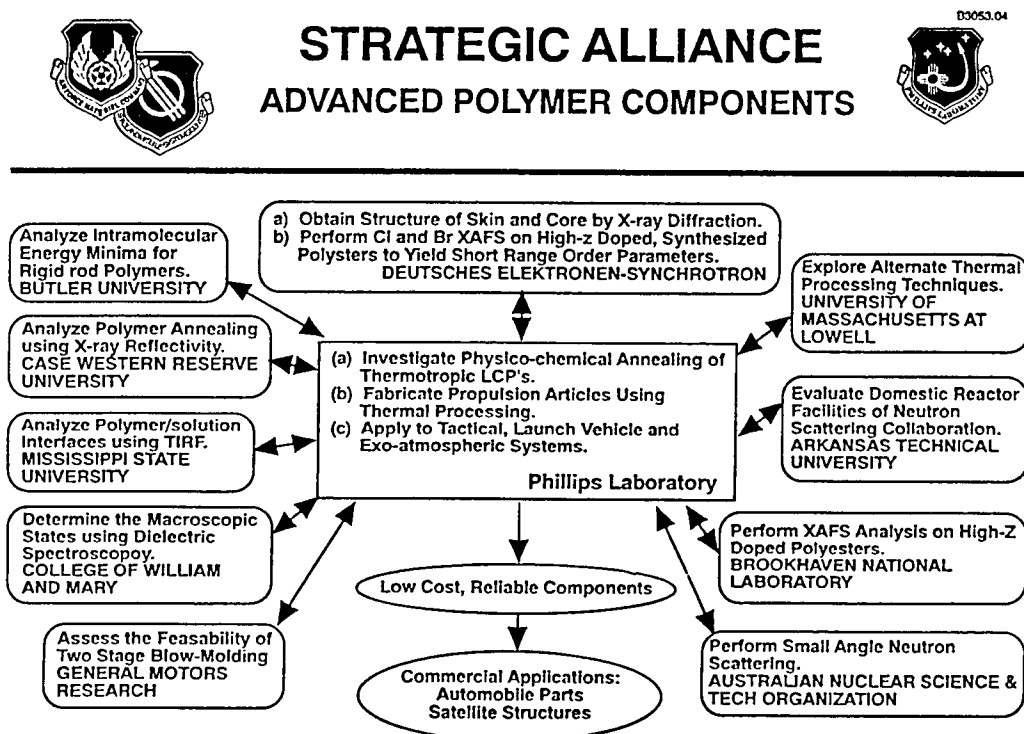 D3053.04
STRATEGIC ALLIANCE
ADVANCED POLYMER COMPONENTS
PHILLIPS LABORATORY
a) Obtain Structure of Skin and Core by X-ray Diffraction.
b) Perform Cl and Br XAFS on High-z Doped, Synthesized
Polysters to Yield Short Range Order Parameters.
DEUTSCHES ELEKTRONEN-SYNCHROTRON
Analyze Intramolecular
Energy Minima for
Rigid rod Polymers.
BUTLER UNIVERSITY
Analyze Polymer Annealing
using X-ray Reflectivity.
CASE WESTERN RESERVE
UNIVERSITY
Analyze Polymer/solution
Interfaces using TIRF.
MISSISSIPPI STATE
UNIVERSITY
Determine the Macroscopic
States using Dielectric
Spectroscopoy.
COLLEGE OF WILLIAM
AND MARY
Assess the Feasability of
Two Stage Blow-Molding
GENERAL MOTORS
RESEARCH
(a) Investigate Physico-chemical Annealing of
Thermotropic LCP's.
(b) Fabricate Propulsion Articles Using
Thermal Processing.
(c) Apply to Tactical, Launch Vehicle and
Exo-atmospheric Systems.
Phillips Laboratory
Low Cost, Reliable Components
Commercial Applications:
Automobile Parts
Satellite Structures
Explore Alternate Thermal
Processing Techniques.
UNIVERSITY OF
MASSACHUSETTS AT
LOWELL
Evaluate Domestic Reactor
Facilities of Neutron
Scattering Collaboration.
ARKANSAS TECHNICAL
UNIVERSITY
Perform XAFS Analysis on High-Z
Doped Polyesters.
BROOKHAVEN NATIONAL
LABORATORY
Perform Small Angle Neutron
Scattering.
AUSTRALIAN NUCLEAR SCIENCE &
TECH ORGANIZATION